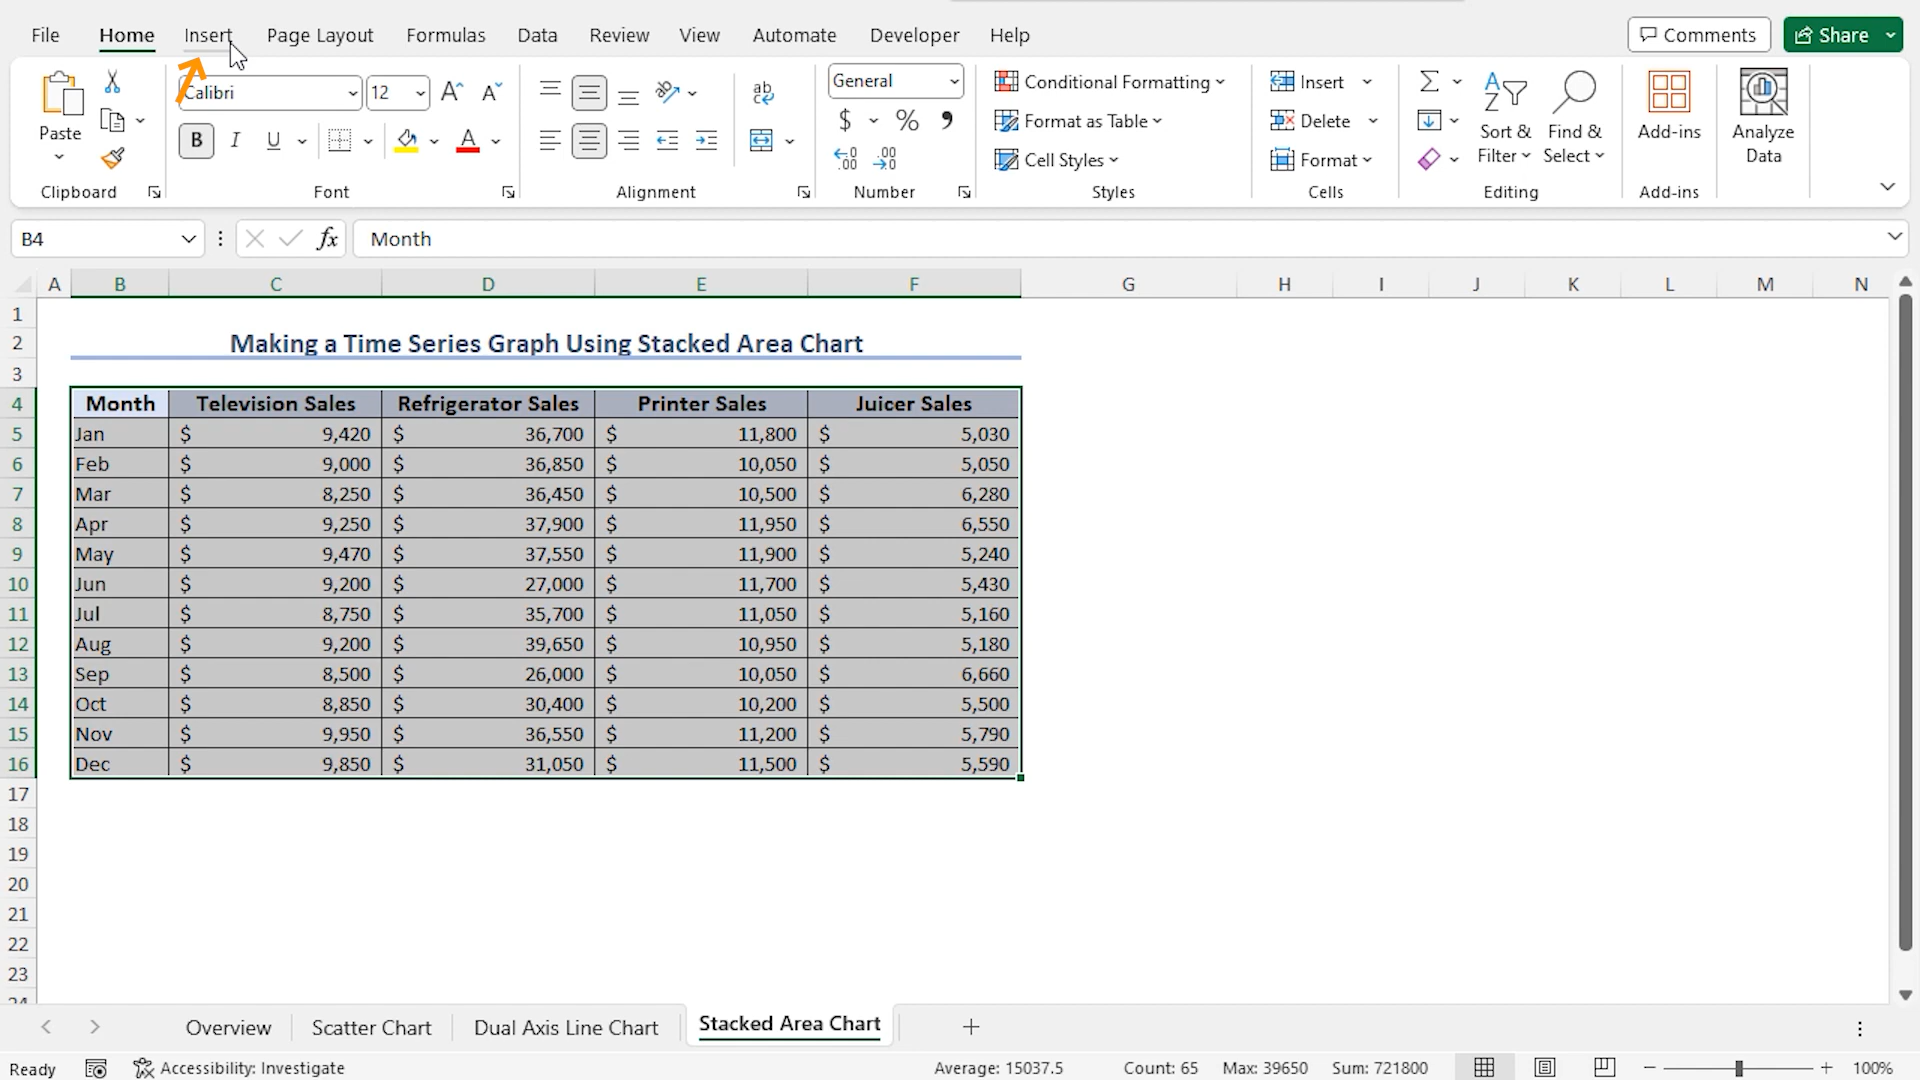 File Home Insert Page Layout Formulas Data Review View Automate Developer Help Comments Share
Calibri 12 General Conditional Formatting Insert
Paste Format as Table Delete Sort & Filter Find & Select Add-ins Analyze Data
Cell Styles Format
Clipboard Font Alignment Number Styles Cells Editing Add-ins
B4 fx Month
A B C D E F G H I J K L M N
1
2 Making a Time Series Graph Using Stacked Area Chart
3
4 Month Television Sales Refrigerator Sales Printer Sales Juicer Sales
5 Jan $ 9,420 $ 36,700 $ 11,800 $ 5,030
6 Feb $ 9,000 $ 36,850 $ 10,050 $ 5,050
7 Mar $ 8,250 $ 36,450 $ 10,500 $ 6,280
8 Apr $ 9,250 $ 37,900 $ 11,950 $ 6,550
9 May $ 9,470 $ 37,550 $ 11,900 $ 5,240
10 Jun $ 9,200 $ 27,000 $ 11,700 $ 5,430
11 Jul $ 8,750 $ 35,700 $ 11,050 $ 5,160
12 Aug $ 9,200 $ 39,650 $ 10,950 $ 5,180
13 Sep $ 8,500 $ 26,000 $ 10,050 $ 6,660
14 Oct $ 8,850 $ 30,400 $ 10,200 $ 5,500
15 Nov $ 9,950 $ 36,550 $ 11,200 $ 5,790
16 Dec $ 9,850 $ 31,050 $ 11,500 $ 5,590
17
18
19
20
21
22
23
24
Overview Scatter Chart Dual Axis Line Chart Stacked Area Chart
Ready Accessibility: Investigate Average: 15037.5 Count: 65 Max: 39650 Sum: 721800 100%